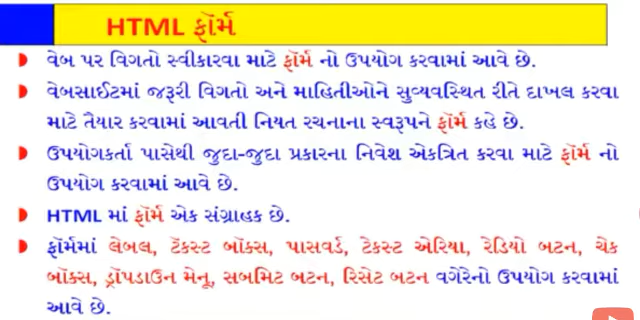 HTML ફૉર્મ
વેબ પર વિગતો સ્વીકારવા માટે ફૉર્મ નો ઉપયોગ કરવામાં આવે છે.
વેબસાઈટમાં જરૂરી વિગતો અને માહિતીઓને સુવ્યવસ્થિત રીતે દાખલ કરવા
માટે તૈયાર કરવામાં આવતી નિયત રચનાના સ્વરૂપને ફૉર્મ કહે છે.
ઉપયોગકર્તા પાસેથી જુદા-જુદા પ્રકારના નિવેશ એકત્રિત કરવા માટે ફૉર્મ નો
ઉપયોગ કરવામાં આવે છે.
HTML માં ફૉર્મ એક સંગ્રાહક છે.
ફૉર્મમાં લેબલ, ટૅકસ્ટ બૉક્સ, પાસવર્ડ, ટેકસ્ટ એરિયા, રેડિયો બટન, ચેક
બૉક્સ, ડ્રૉપડાઉન મેનૂ, સબમિટ બટન, રિસેટ બટન વગેરેનો ઉપયોગ કરવામાં
આવે છે.